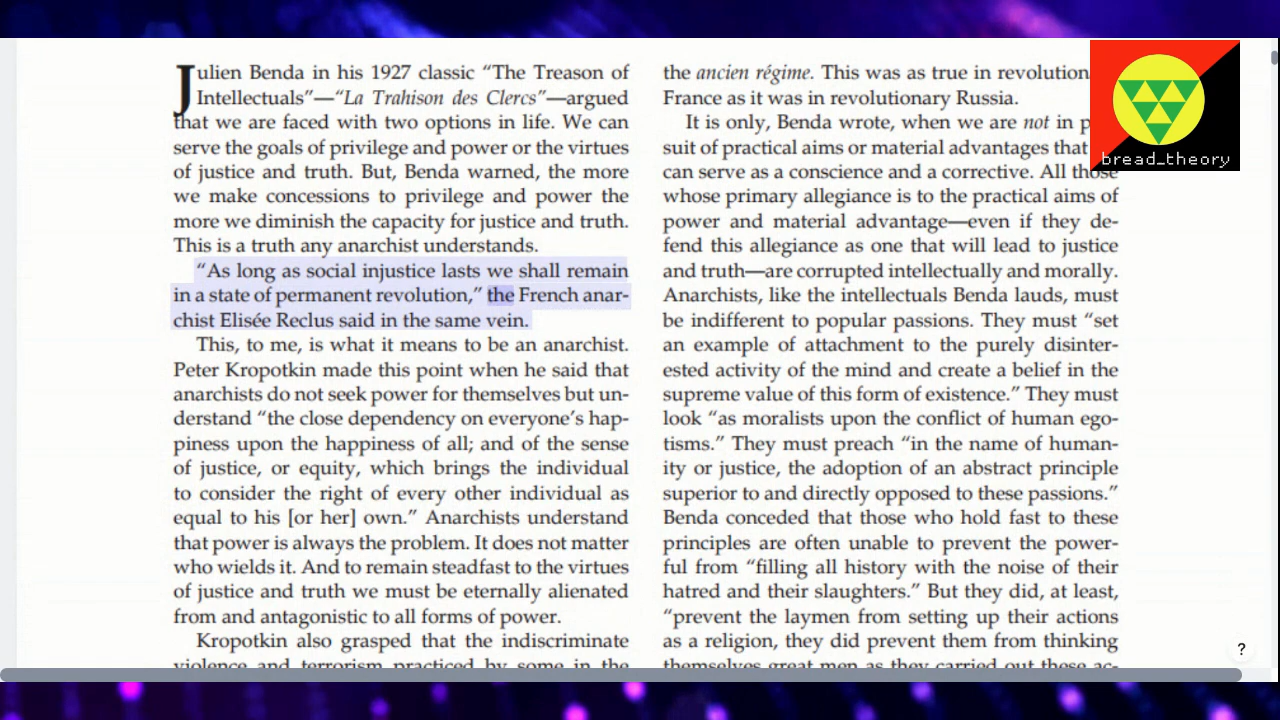 Julien Benda in his 1927 classic “The Treason of
Intellectuals”—“La Trahison des Clercs”—argued
that we are faced with two options in life. We can
serve the goals of privilege and power or the virtues
of justice and truth. But, Benda warned, the more
we make concessions to privilege and power the
more we diminish the capacity for justice and truth.
This is a truth any anarchist understands.
“As long as social injustice lasts we shall remain
in a state of permanent revolution,” the French anar-
chist Elisée Reclus said in the same vein.
This, to me, is what it means to be an anarchist.
Peter Kropotkin made this point when he said that
anarchists do not seek power for themselves but un-
derstand “the close dependency on everyone’s hap-
piness upon the happiness of all; and of the sense
of justice, or equity, which brings the individual
to consider the right of every other individual as
equal to his [or her] own.” Anarchists understand
that power is always the problem. It does not matter
who wields it. And to remain steadfast to the virtues
of justice and truth we must be eternally alienated
from and antagonistic to all forms of power.
Kropotkin also grasped that the indiscriminate
violence and terrorism practiced by some in the
the ancien régime. This was as true in revolution
France as it was in revolutionary Russia.
It is only, Benda wrote, when we are not in p
suit of practical aims or material advantages that
can serve as a conscience and a corrective. All those
whose primary allegiance is to the practical aims of
power and material advantage—even if they de-
fend this allegiance as one that will lead to justice
and truth—are corrupted intellectually and morally.
Anarchists, like the intellectuals Benda lauds, must
be indifferent to popular passions. They must “set
an example of attachment to the purely disinter-
ested activity of the mind and create a belief in the
supreme value of this form of existence.” They must
look “as moralists upon the conflict of human ego-
tisms.” They must preach “in the name of human-
ity or justice, the adoption of an abstract principle
superior to and directly opposed to these passions.”
Benda conceded that those who hold fast to these
principles are often unable to prevent the power-
ful from “filling all history with the noise of their
hatred and their slaughters.” But they did, at least,
“prevent the laymen from setting up their actions
as a religion, they did prevent them from thinking
themselves great men as they carried out these ac-
bread_theory
?